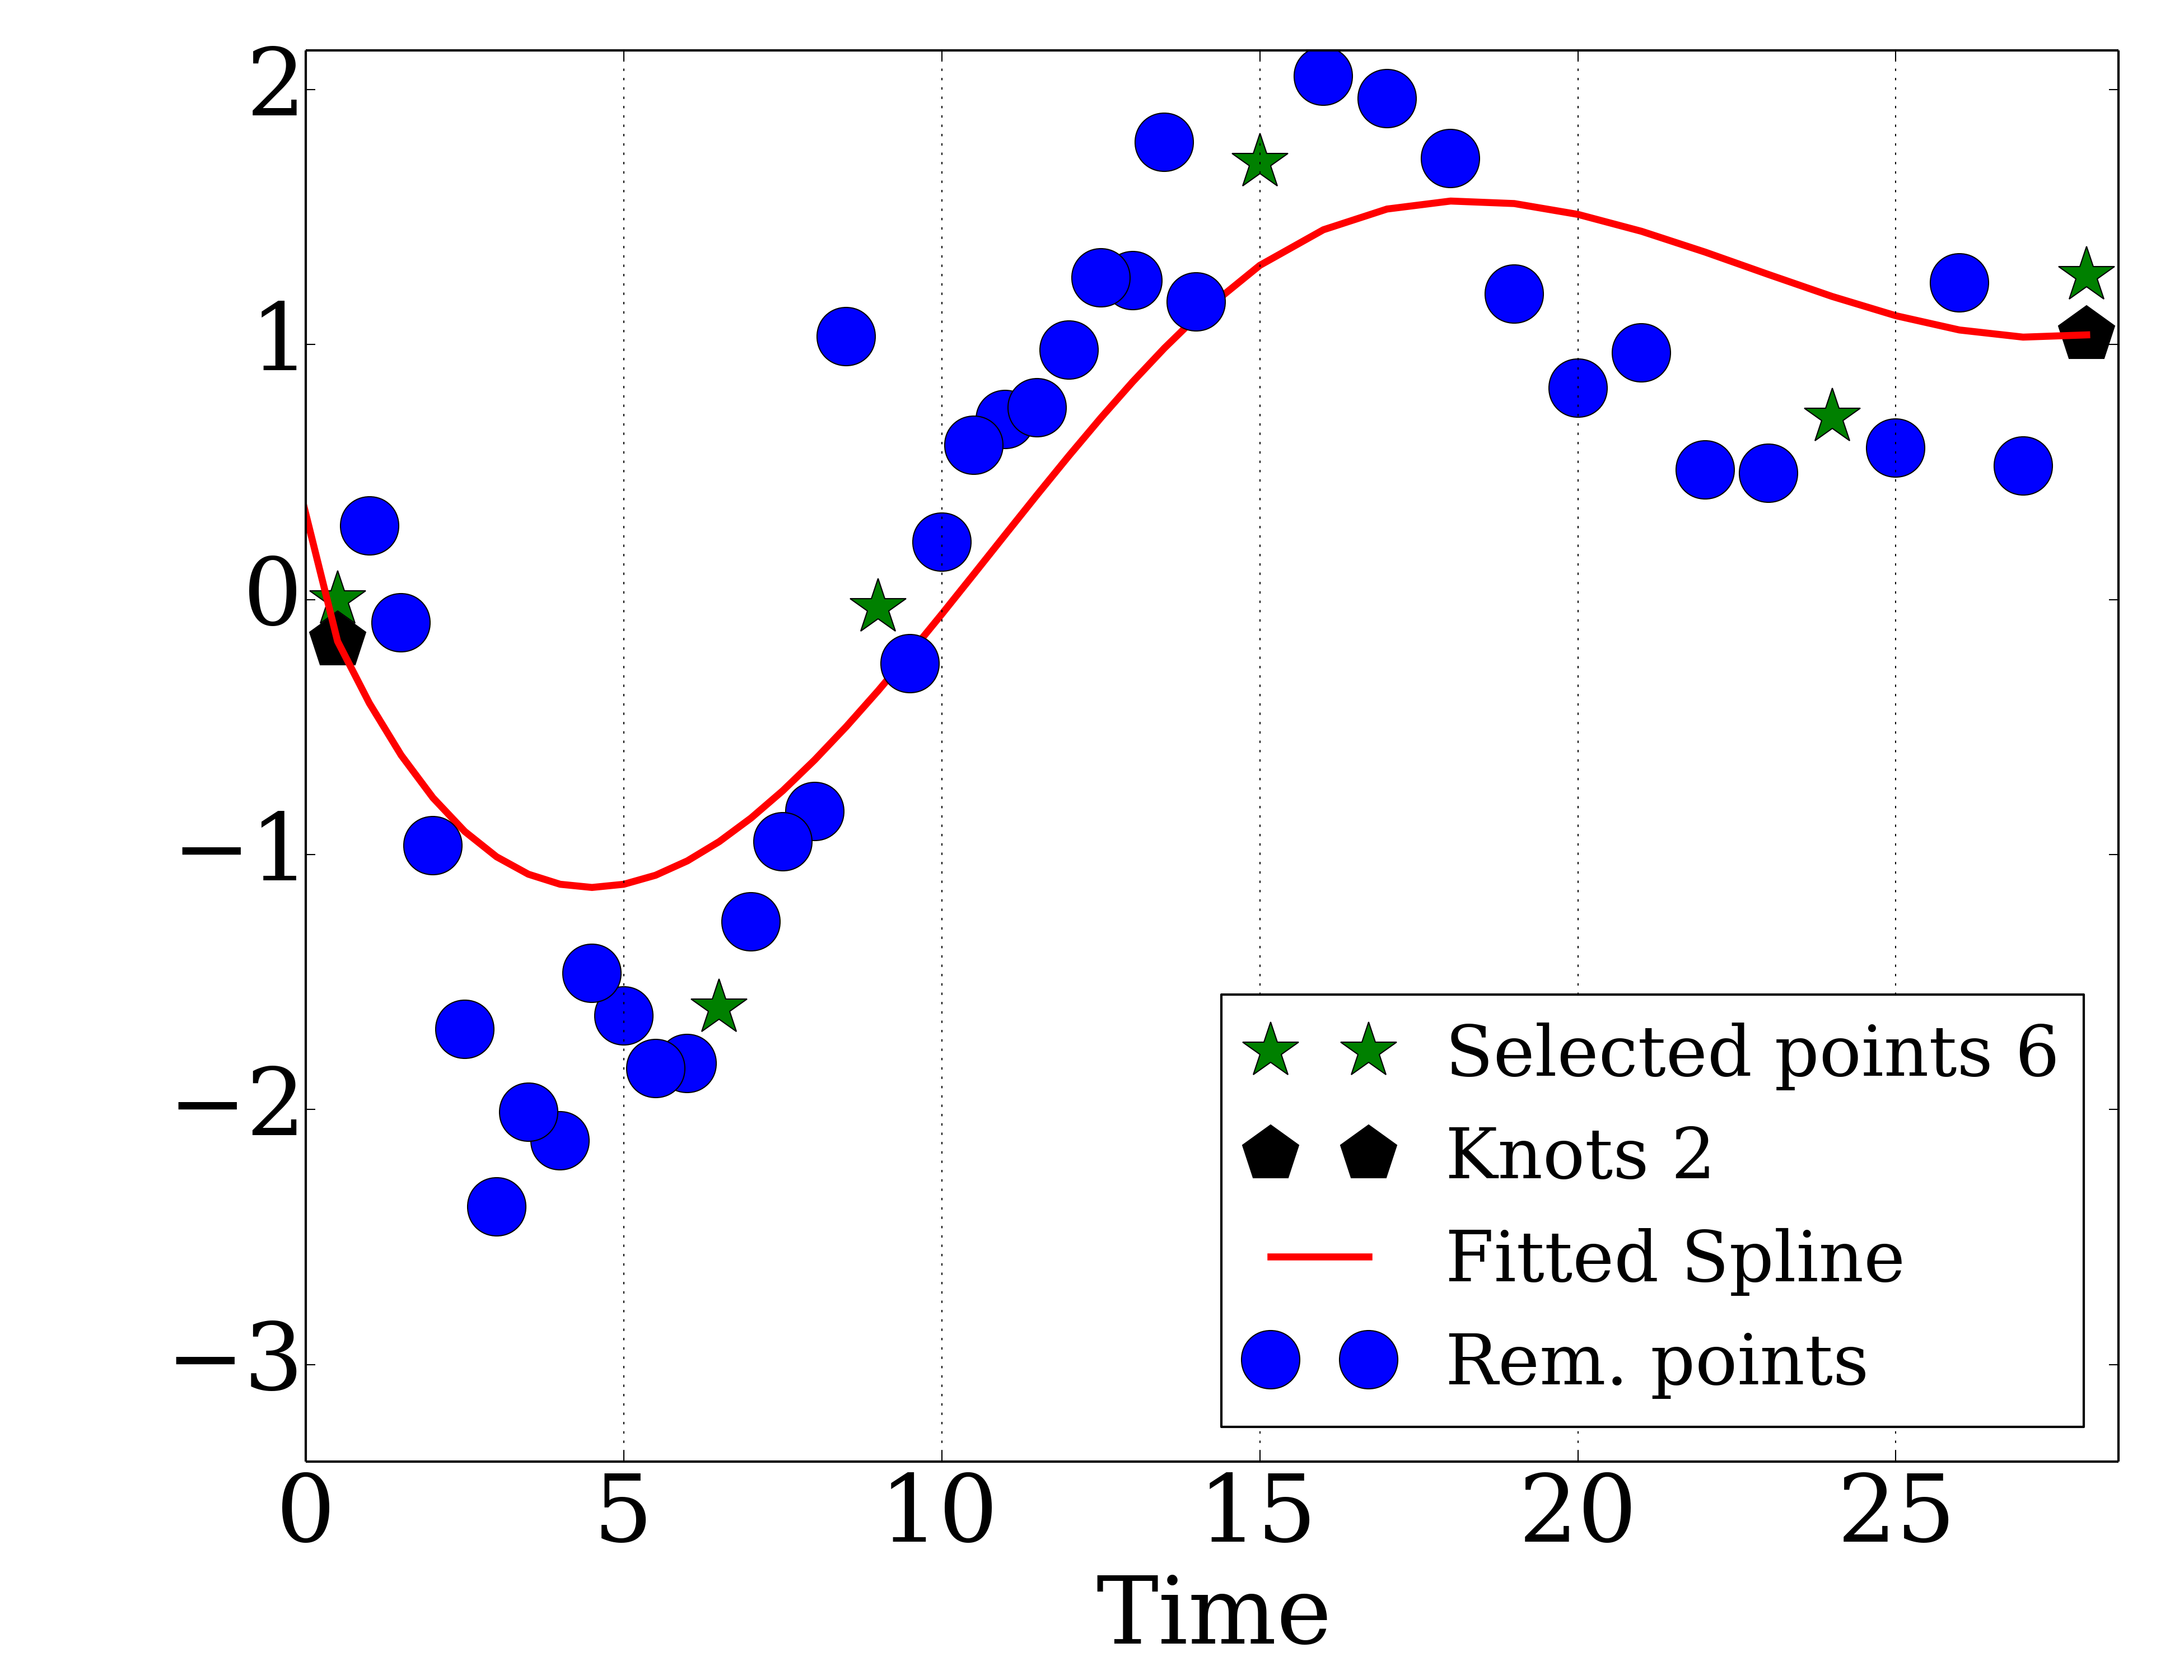 2
1
0
−1
−2
−3
Selected points 6
Knots 2
Fitted Spline
Rem. points
0 5 10 15 20 25
Time